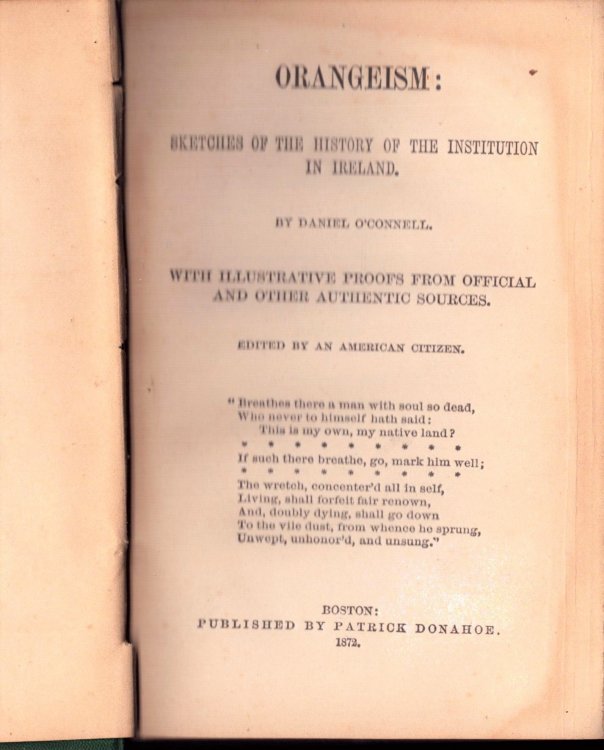 ORANGEISM:
SKETCHES OF THE HISTORY OF THE INSTITUTION
IN IRELAND.
BY DANIEL O'CONNELL.
WITH ILLUSTRATIVE PROOFS FROM OFFICIAL
AND OTHER AUTHENTIC SOURCES.
EDITED BY AN AMERICAN CITIZEN.
"Breathes there a man with soul so dead,
Who never to himself hath said:
This is my own, my native land?
* * * * * * * * *
If such there breathe, go, mark him well;
* * * * * * * * *
The wretch, concenter'd all in self,
Living, shall forfeit fair renown,
And, doubly dying, shall go down
To the vile dust, from whence he sprung,
Unwept, unhonor'd, and unsung."
BOSTON:
PUBLISHED BY PATRICK DONAHOE.
1872.